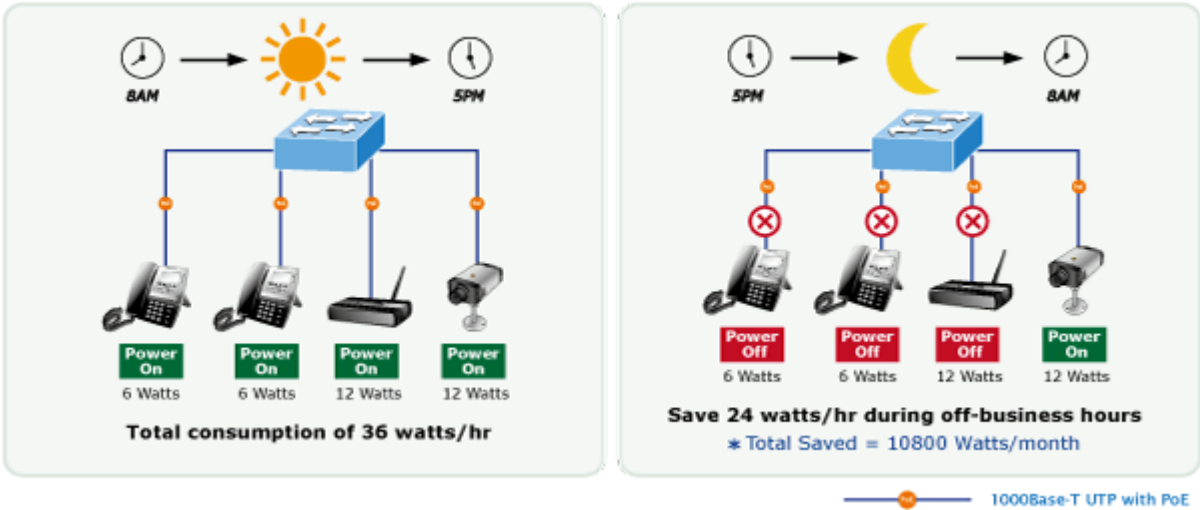 8AM
5PM
Power On
Power On
Power On
Power On
6 Watts
6 Watts
12 Watts
12 Watts
Total consumption of 36 watts/hr
5PM
8AM
Power Off
Power Off
Power Off
Power On
6 Watts
6 Watts
12 Watts
12 Watts
Save 24 watts/hr during off-business hours
* Total Saved = 10800 Watts/month
1000Base-T UTP with PoE